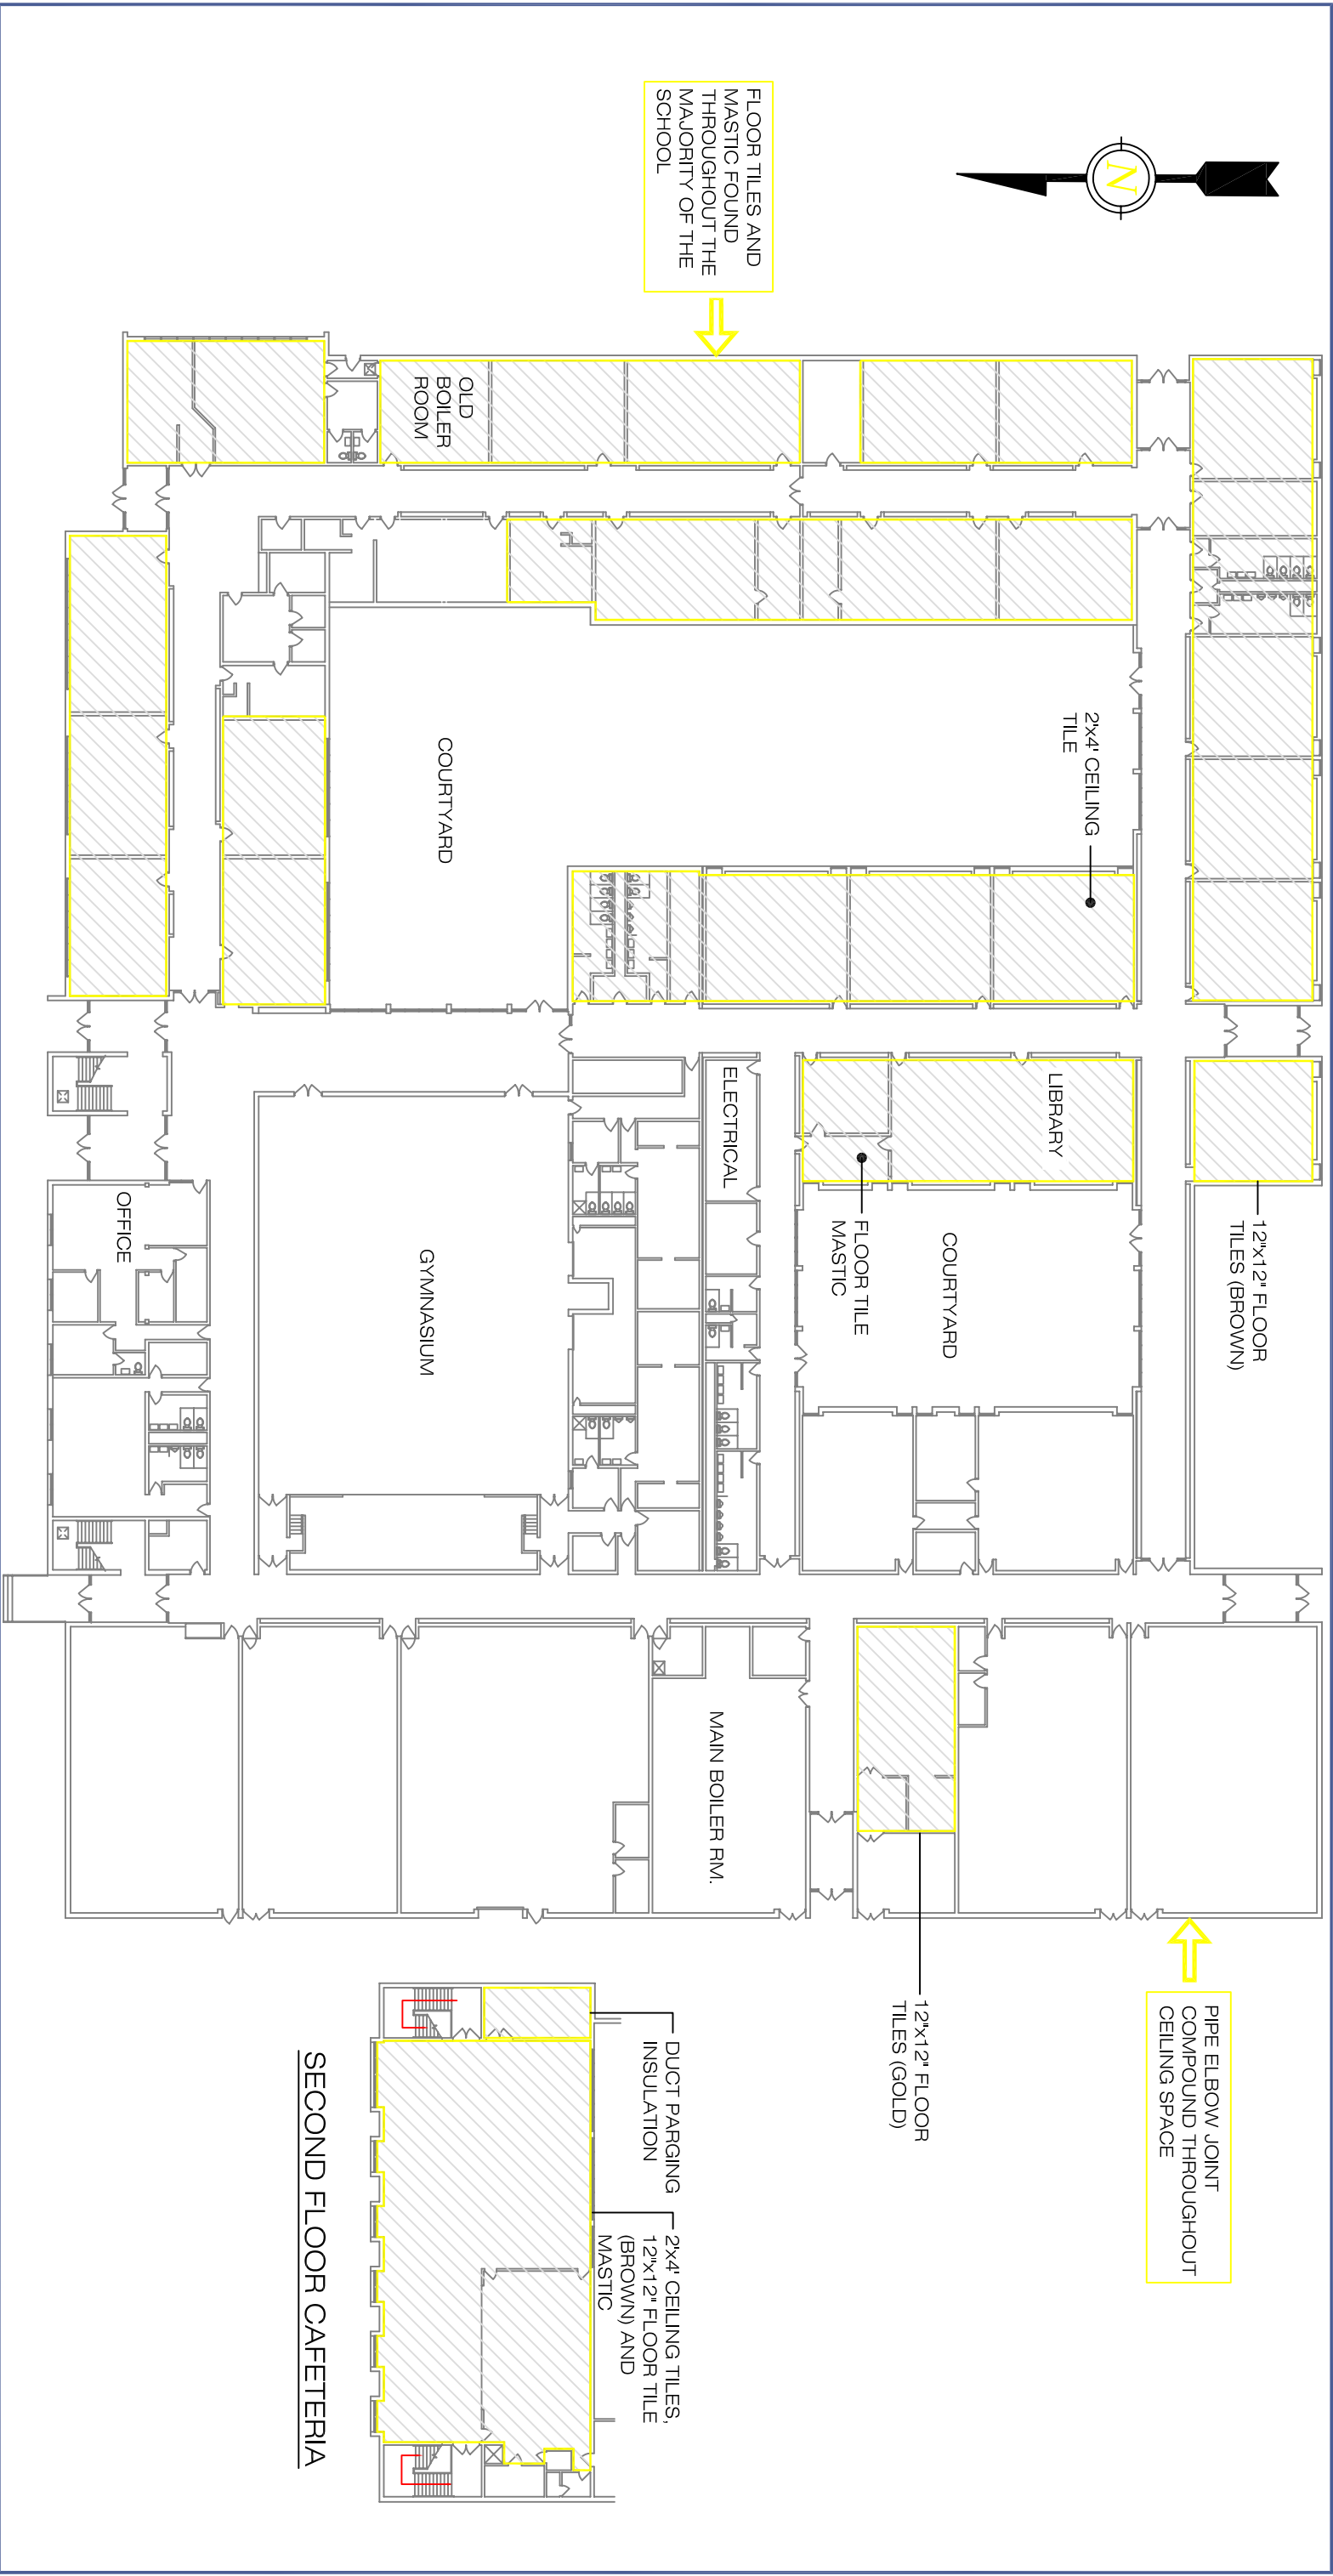 N
FLOOR TILES AND
MASTIC FOUND
THROUGHOUT THE
MAJORITY OF THE
SCHOOL
12"x12" FLOOR
TILES (BROWN)
PIPE ELBOW JOINT
COMPOUND THROUGHOUT
CEILING SPACE
2'x4' CEILING
TILE
LIBRARY
COURTYARD
FLOOR TILE
MASTIC
12"x12" FLOOR
TILES (GOLD)
ELECTRICAL
MAIN BOILER RM.
OLD
BOILER
ROOM
COURTYARD
GYMNASIUM
OFFICE
DUCT PARGING
INSULATION
2'x4' CEILING TILES,
12"x12" FLOOR TILE
(BROWN) AND
MASTIC
SECOND FLOOR CAFETERIA